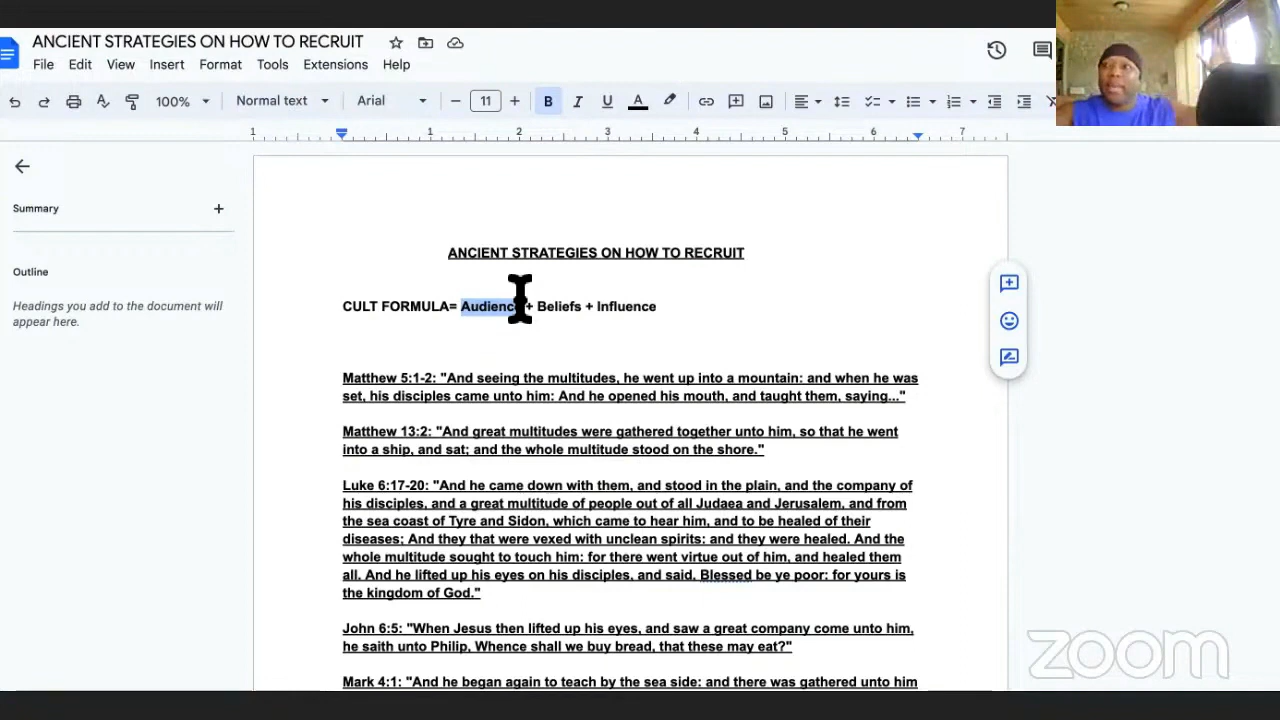 ANCIENT STRATEGIES ON HOW TO RECRUIT
File Edit View Insert Format Tools Extensions Help
100% Normal text Arial − 11 + B I U A
1 1 2 3 4 5 6 7
Summary +
Outline
Headings you add to the document will
appear here.
ANCIENT STRATEGIES ON HOW TO RECRUIT
CULT FORMULA= Audience + Beliefs + Influence
Matthew 5:1-2: "And seeing the multitudes, he went up into a mountain: and when he was
set, his disciples came unto him: And he opened his mouth, and taught them, saying..."
Matthew 13:2: "And great multitudes were gathered together unto him, so that he went
into a ship, and sat; and the whole multitude stood on the shore."
Luke 6:17-20: "And he came down with them, and stood in the plain, and the company of
his disciples, and a great multitude of people out of all Judaea and Jerusalem, and from
the sea coast of Tyre and Sidon, which came to hear him, and to be healed of their
diseases; And they that were vexed with unclean spirits: and they were healed. And the
whole multitude sought to touch him: for there went virtue out of him, and healed them
all. And he lifted up his eyes on his disciples, and said, Blessed be ye poor: for yours is
the kingdom of God."
John 6:5: "When Jesus then lifted up his eyes, and saw a great company come unto him,
he saith unto Philip, Whence shall we buy bread, that these may eat?"
Mark 4:1: "And he began again to teach by the sea side: and there was gathered unto him
zoom